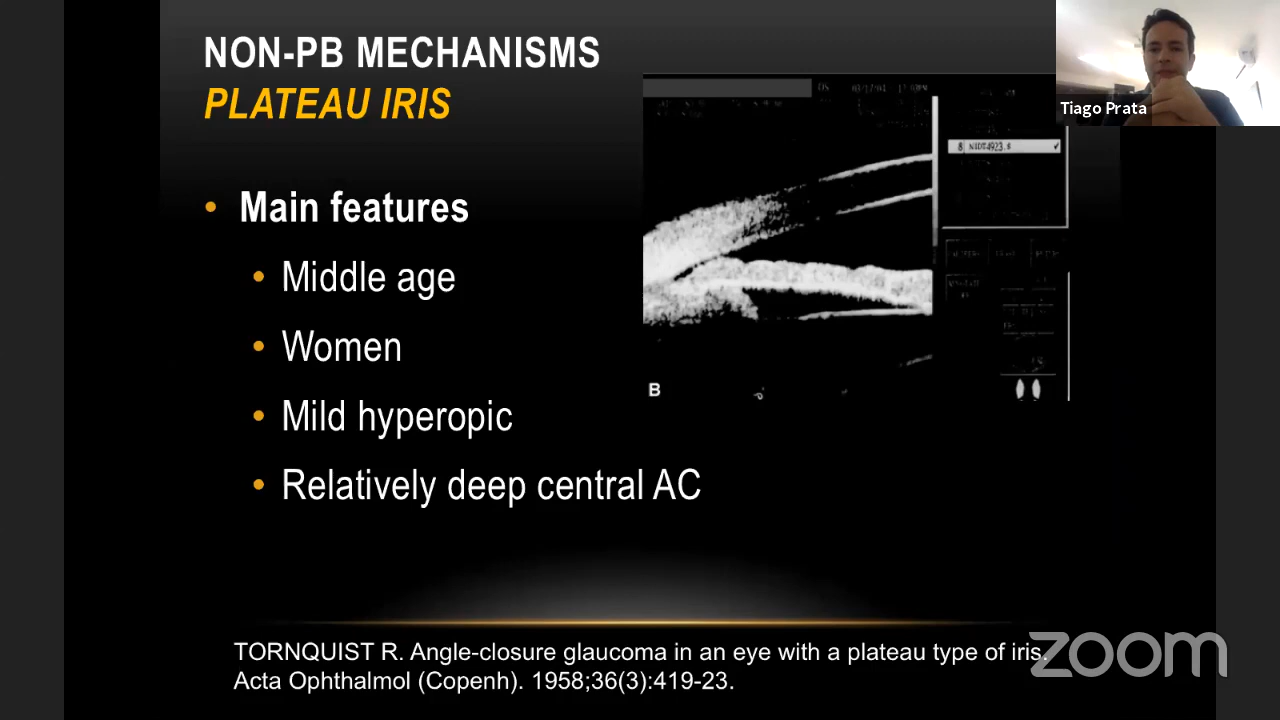 NON-PB MECHANISMS
PLATEAU IRIS
Tiago Prata
• Main features
• Middle age
• Women
• Mild hyperopic
• Relatively deep central AC
B
TORNQUIST R. Angle-closure glaucoma in an eye with a plateau type of iris.
Acta Ophthalmol (Copenh). 1958;36(3):419-23.
zoom